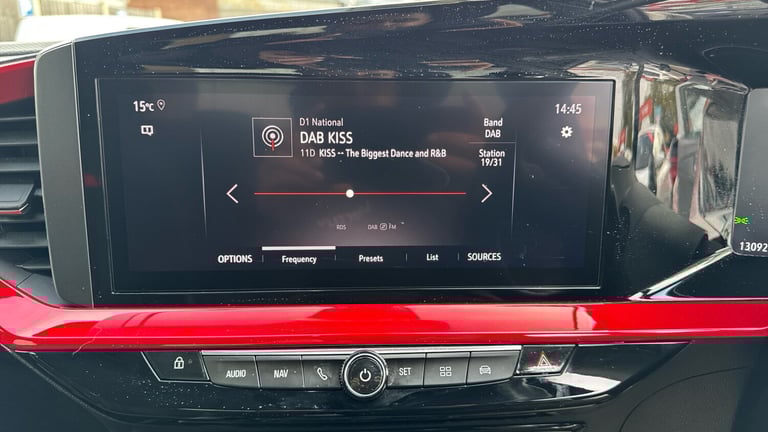 15°C
14:45
D1 National
DAB KISS
11D KISS -- The Biggest Dance and R&B
Band
DAB
Station
19/31
RDS DAB FM
OPTIONS Frequency Presets List SOURCES
13092
AUDIO NAV SET